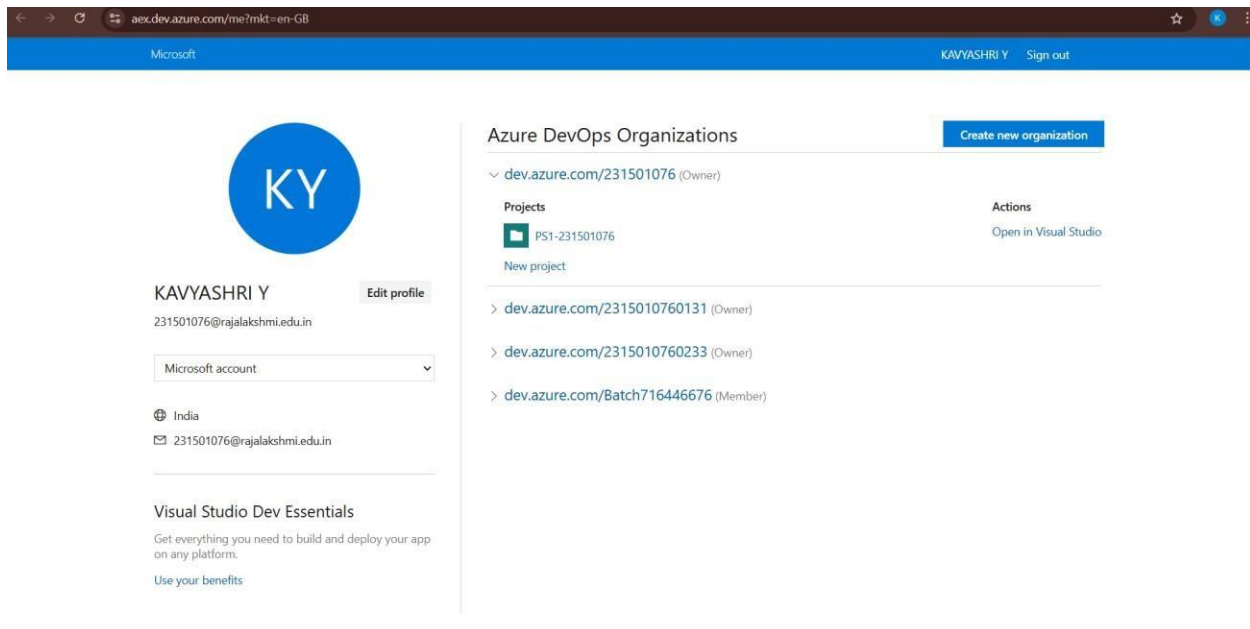 aex.dev.azure.com/me?mkt=en-GB
K
Microsoft
KAVYASHRI Y Sign out
KY
KAVYASHRI Y
Edit profile
231501076@rajalakshmi.edu.in
Microsoft account
India
231501076@rajalakshmi.edu.in
Visual Studio Dev Essentials
Get everything you need to build and deploy your app
on any platform.
Use your benefits
Azure DevOps Organizations
Create new organization
dev.azure.com/231501076 (Owner)
Projects
Actions
PS1-231501076
Open in Visual Studio
New project
dev.azure.com/2315010760131 (Owner)
dev.azure.com/2315010760233 (Owner)
dev.azure.com/Batch716446676 (Member)